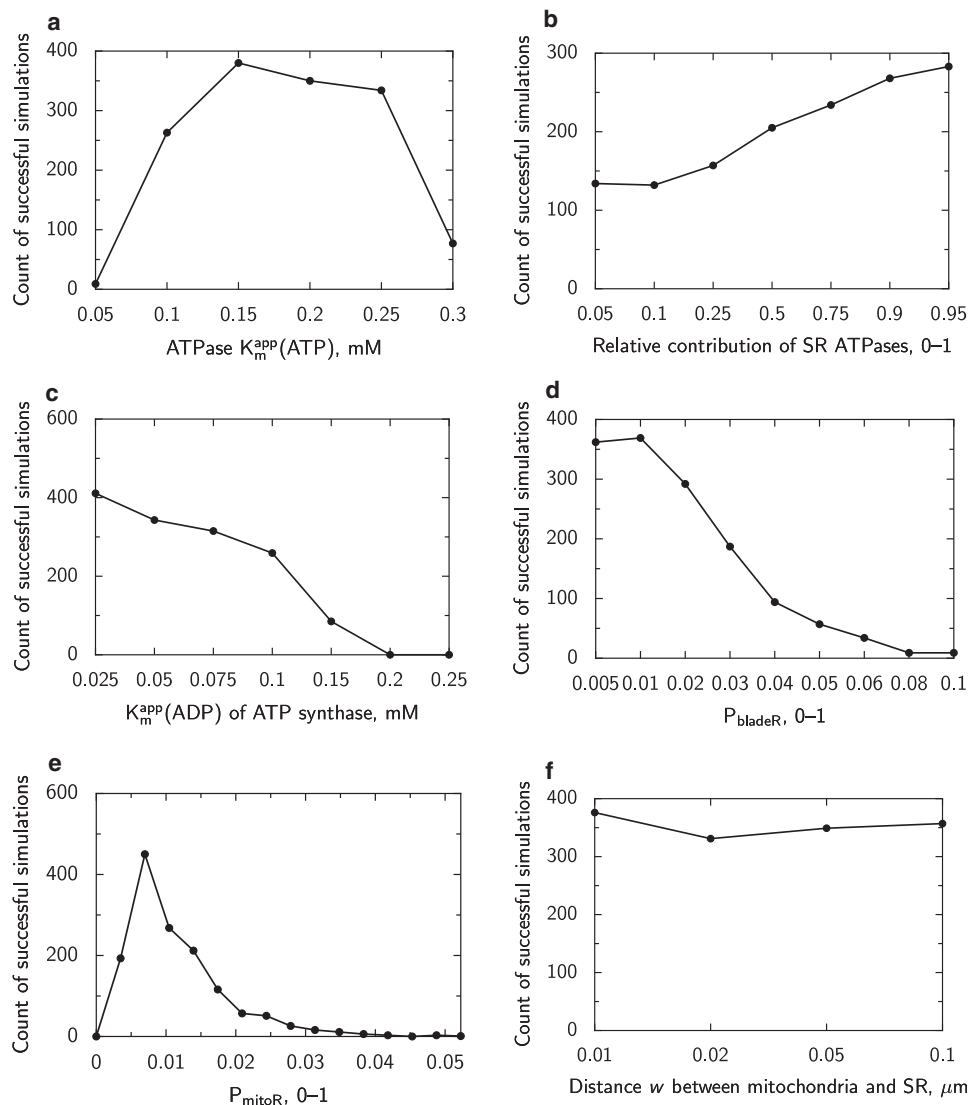 a
Count of successful simulations
400
300
200
100
0
0.05 0.1 0.15 0.2 0.25 0.3
ATPase K_m^app(ATP), mM
b
Count of successful simulations
300
200
100
0
0.05 0.1 0.25 0.5 0.75 0.9 0.95
Relative contribution of SR ATPases, 0–1
c
Count of successful simulations
600
400
200
0
0.025 0.05 0.075 0.1 0.15 0.2 0.25
K_m^app(ADP) of ATP synthase, mM
d
Count of successful simulations
400
300
200
100
0
0.005 0.01 0.02 0.03 0.04 0.05 0.06 0.08 0.1
P_bladeR, 0–1
e
Count of successful simulations
600
400
200
0
0 0.01 0.02 0.03 0.04 0.05
P_mitoR, 0–1
f
Count of successful simulations
400
300
200
100
0
0.01 0.02 0.05 0.1
Distance w between mitochondria and SR, μm